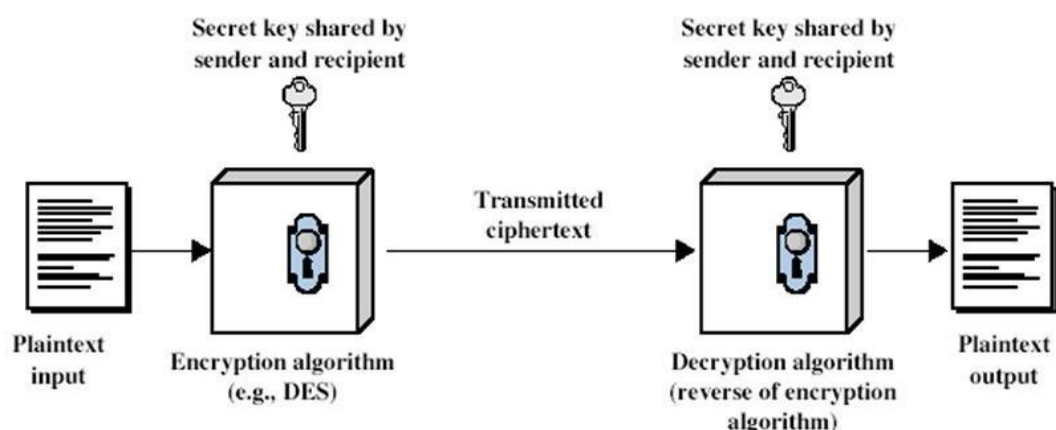 Secret key shared by
sender and recipient
Secret key shared by
sender and recipient
Transmitted
ciphertext
Plaintext
input
Encryption algorithm
(e.g., DES)
Decryption algorithm
(reverse of encryption
algorithm)
Plaintext
output